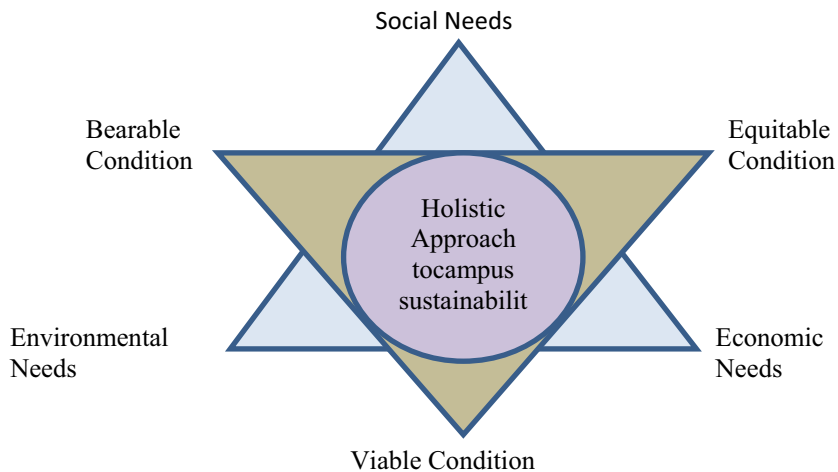 Social Needs
Bearable
Condition
Equitable
Condition
Holistic
Approach
tocampus
sustainabilit
Environmental
Needs
Economic
Needs
Viable Condition